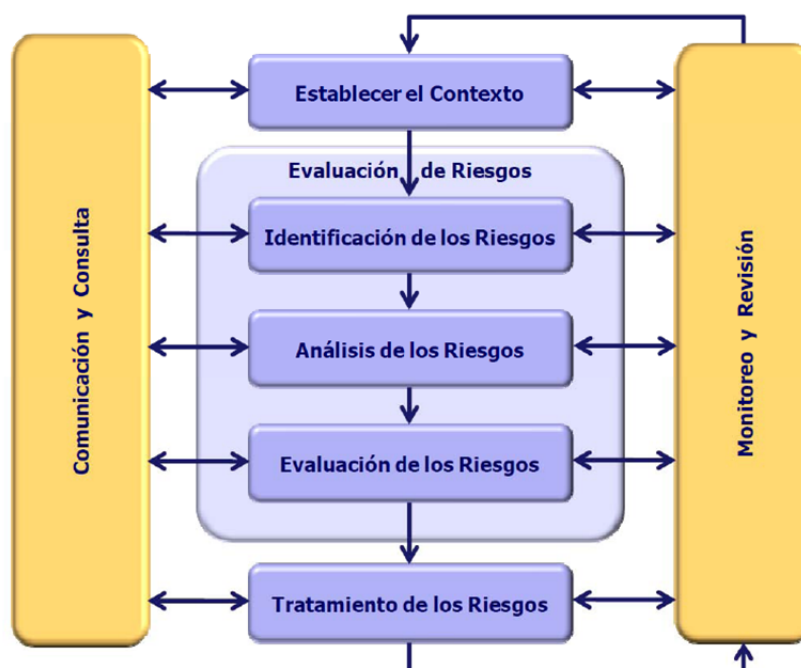 Establecer el Contexto
Evaluación de Riesgos
Identificación de los Riesgos
Análisis de los Riesgos
Evaluación de los Riesgos
Tratamiento de los Riesgos
Comunicación y Consulta
Monitoreo y Revisión